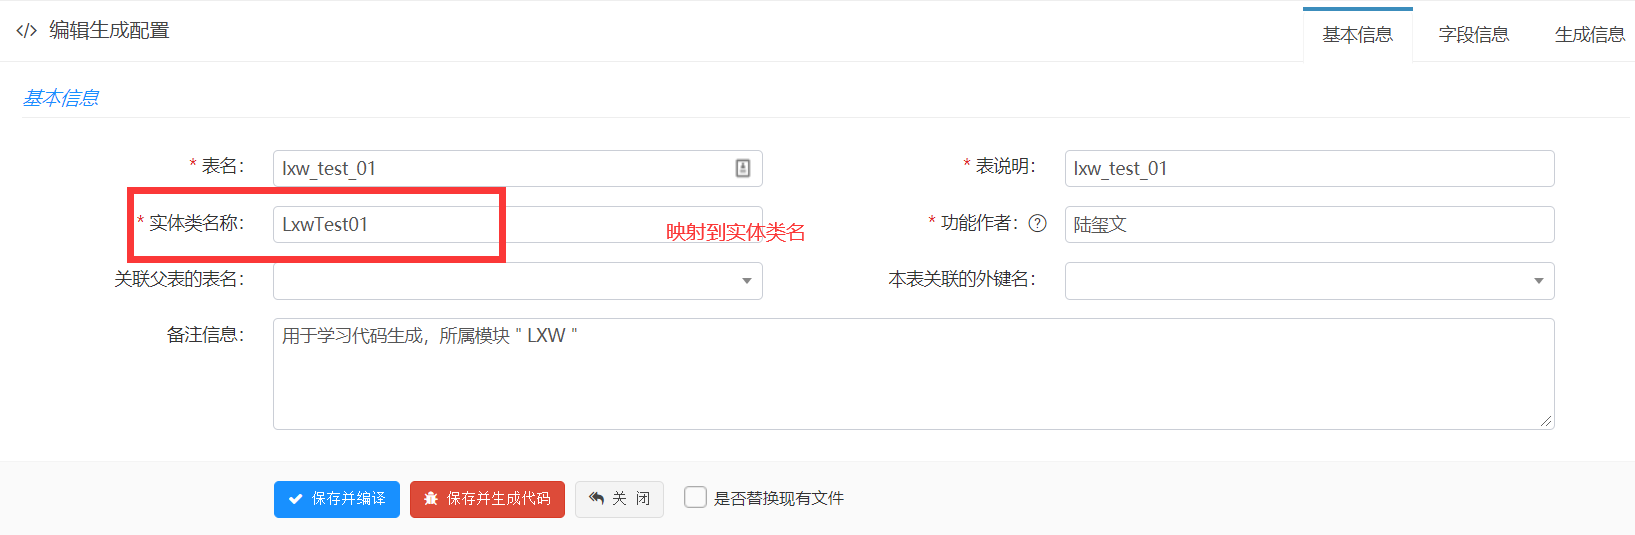 </> 编辑生成配置
基本信息 字段信息 生成信息
基本信息
* 表名： lxw_test_01 * 表说明： lxw_test_01
* 实体类名称： LxwTest01 映射到实体类名 * 功能作者：? 陆玺文
关联父表的表名： 本表关联的外键名：
备注信息： 用于学习代码生成，所属模块 " LXW "
保存并编译 保存并生成代码 关 闭 是否替换现有文件